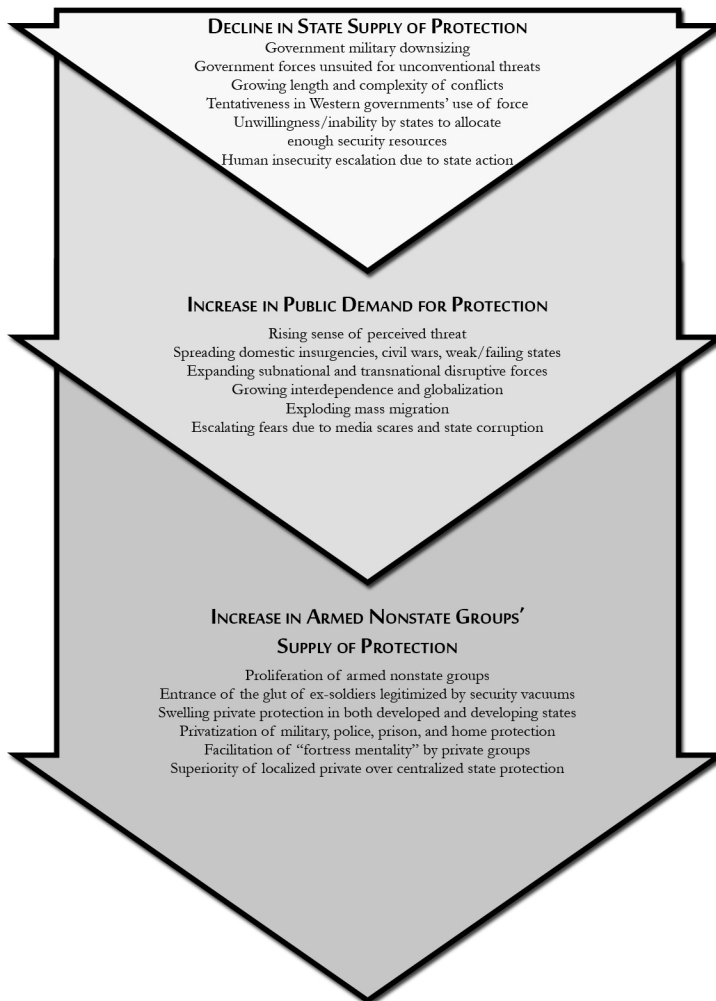 DECLINE IN STATE SUPPLY OF PROTECTION
Government military downsizing
Government forces unsuited for unconventional threats
Growing length and complexity of conflicts
Tentativeness in Western governments’ use of force
Unwillingness/inability by states to allocate
enough security resources
Human insecurity escalation due to state action
INCREASE IN PUBLIC DEMAND FOR PROTECTION
Rising sense of perceived threat
Spreading domestic insurgencies, civil wars, weak/failing states
Expanding subnational and transnational disruptive forces
Growing interdependence and globalization
Exploding mass migration
Escalating fears due to media scares and state corruption
INCREASE IN ARMED NONSTATE GROUPS’
SUPPLY OF PROTECTION
Proliferation of armed nonstate groups
Entrance of the glut of ex-soldiers legitimized by security vacuums
Swelling private protection in both developed and developing states
Privatization of military, police, prison, and home protection
Facilitation of “fortress mentality” by private groups
Superiority of localized private over centralized state protection